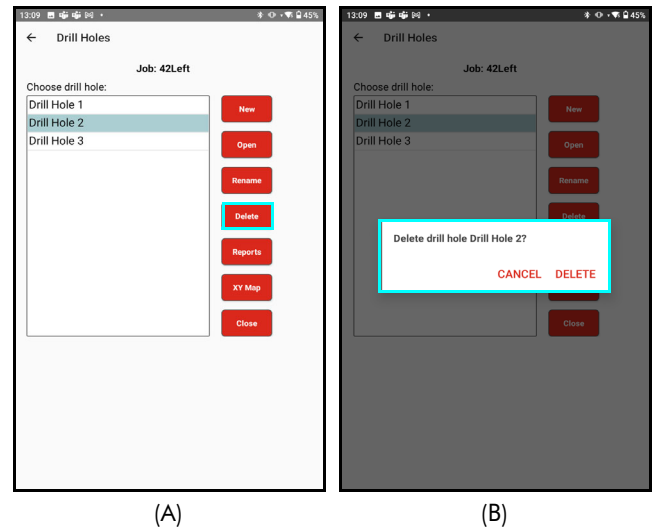 13:09 45%
Drill Holes
Job: 42Left
Choose drill hole:
Drill Hole 1
Drill Hole 2
Drill Hole 3
New
Open
Rename
Delete
Reports
XY Map
Close
(A)
13:09 45%
Drill Holes
Job: 42Left
Choose drill hole:
Drill Hole 1
Drill Hole 2
Drill Hole 3
New
Open
Rename
Delete
Delete drill hole Drill Hole 2?
CANCEL DELETE
Close
(B)